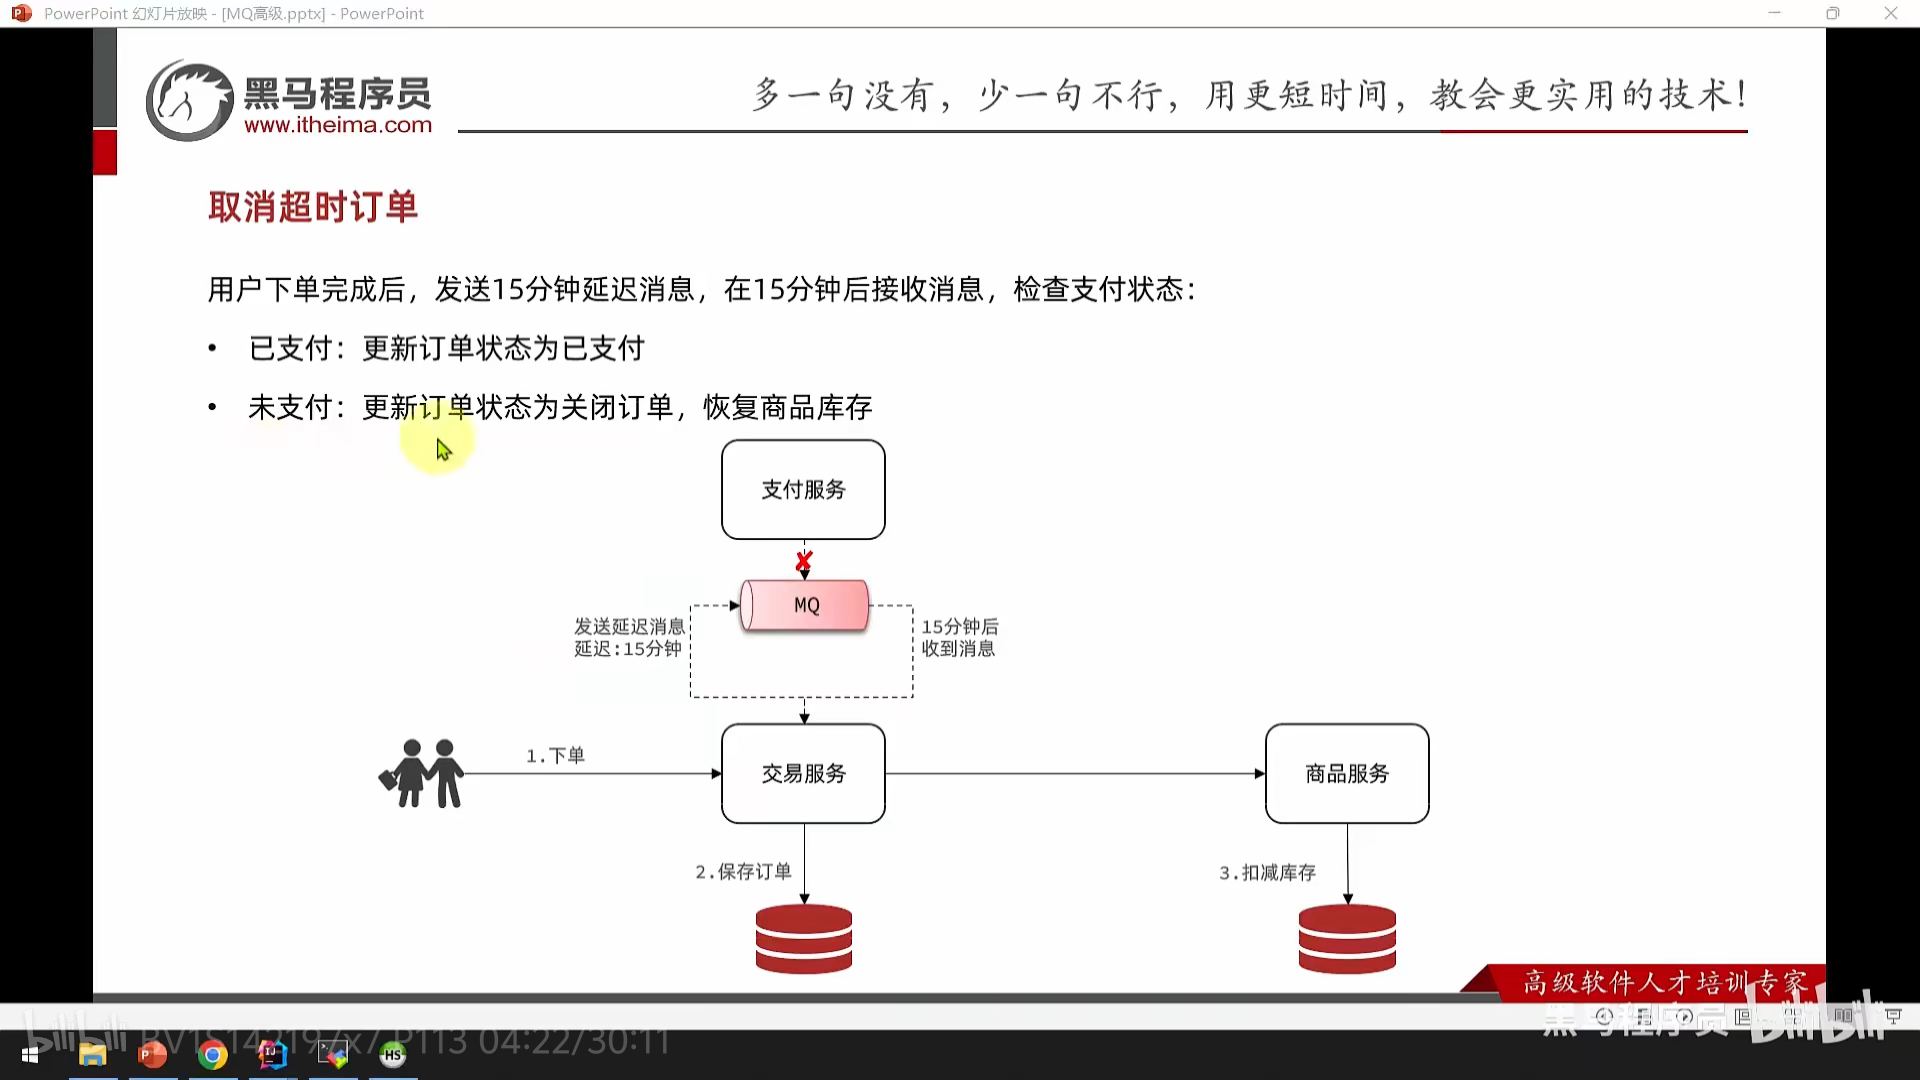 PowerPoint 幻灯片放映 - [MQ高级.pptx] - PowerPoint
黑马程序员
www.itheima.com
多一句没有，少一句不行，用更短时间，教会更实用的技术！
取消超时订单
用户下单完成后，发送15分钟延迟消息，在15分钟后接收消息，检查支付状态：
• 已支付：更新订单状态为已支付
• 未支付：更新订单状态为关闭订单，恢复商品库存
支付服务
MQ
发送延迟消息
延迟:15分钟
15分钟后
收到消息
1.下单
交易服务
商品服务
2.保存订单
3.扣减库存
高级软件人才培训专家
黑马程序员 bilibili
bilibili
P113 04:22/30:11
HS